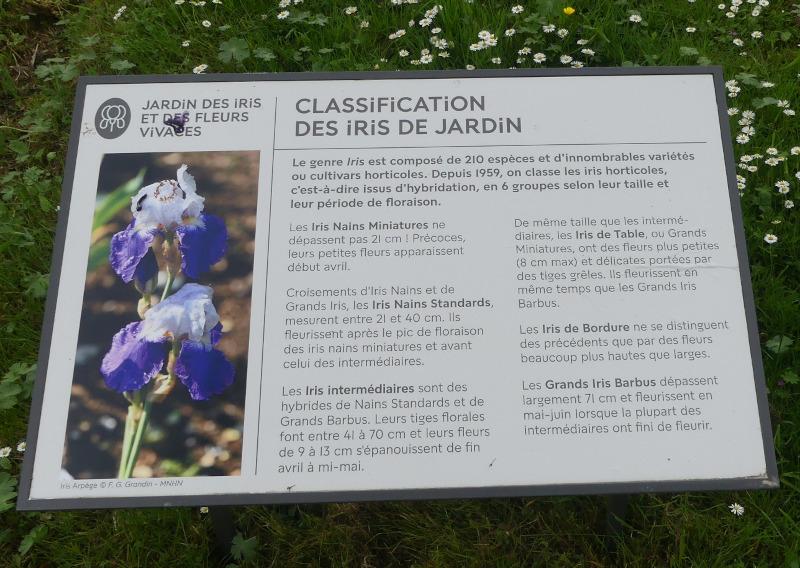 JARDiN DES iRiS
ET DES FLEURS
ViVACES
CLASSiFiCATiON
DES iRiS DE JARDiN
Le genre Iris est composé de 210 espèces et d'innombrables variétés
ou cultivars horticoles. Depuis 1959, on classe les iris horticoles,
c'est-à-dire issus d'hybridation, en 6 groupes selon leur taille et
leur période de floraison.
Les Iris Nains Miniatures ne
dépassent pas 21 cm ! Précoces,
leurs petites fleurs apparaissent
début avril.
Croisements d'Iris Nains et de
Grands Iris, les Iris Nains Standards,
mesurent entre 21 et 40 cm. Ils
fleurissent après le pic de floraison
des iris nains miniatures et avant
celui des intermédiaires.
Les Iris intermédiaires sont des
hybrides de Nains Standards et de
Grands Barbus. Leurs tiges florales
font entre 41 à 70 cm et leurs fleurs
de 9 à 13 cm s'épanouissent de fin
avril à mi-mai.
De même taille que les intermé-
diaires, les Iris de Table, ou Grands
Miniatures, ont des fleurs plus petites
(8 cm max) et délicates portées par
des tiges grêles. Ils fleurissent en
même temps que les Grands Iris
Barbus.
Les Iris de Bordure ne se distinguent
des précédents que par des fleurs
beaucoup plus hautes que larges.
Les Grands Iris Barbus dépassent
largement 71 cm et fleurissent en
mai-juin lorsque la plupart des
intermédiaires ont fini de fleurir.
Iris Arpège © F. G. Grandin - MNHN